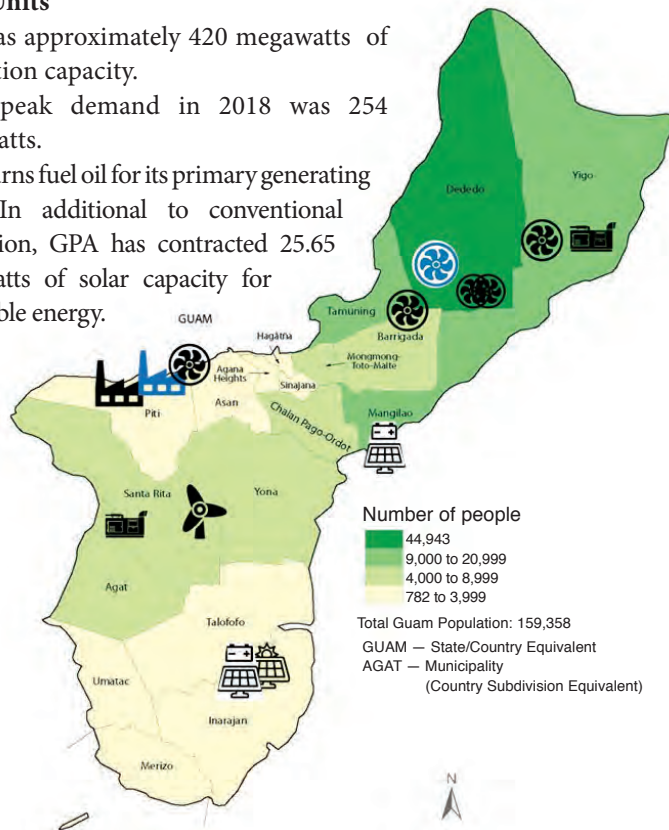 Units
as approximately 420 megawatts of
tion capacity.
peak demand in 2018 was 254
atts.
urns fuel oil for its primary generating
In additional to conventional
ion, GPA has contracted 25.65
atts of solar capacity for
ble energy.
GUAM
Dededo
Yigo
Tamuning
Hagåtña
Barrigada
Agana
Heights
Mongmong-
Toto-Maite
Sinajana
Piti
Asan
Chalan Pago-Ordot
Mangilao
Santa Rita
Yona
Agat
Talofofo
Umatac
Inarajan
Merizo
Number of people
44,943
9,000 to 20,999
4,000 to 8,999
782 to 3,999
Total Guam Population: 159,358
GUAM — State/Country Equivalent
AGAT — Municipality
(Country Subdivision Equivalent)
N